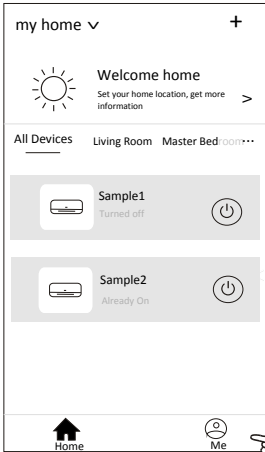 my home
+
Welcome home
Set your home location, get more
information
>
All Devices Living Room Master Bedroom ···
Sample1
Turned off
Sample2
Already On
Home Me